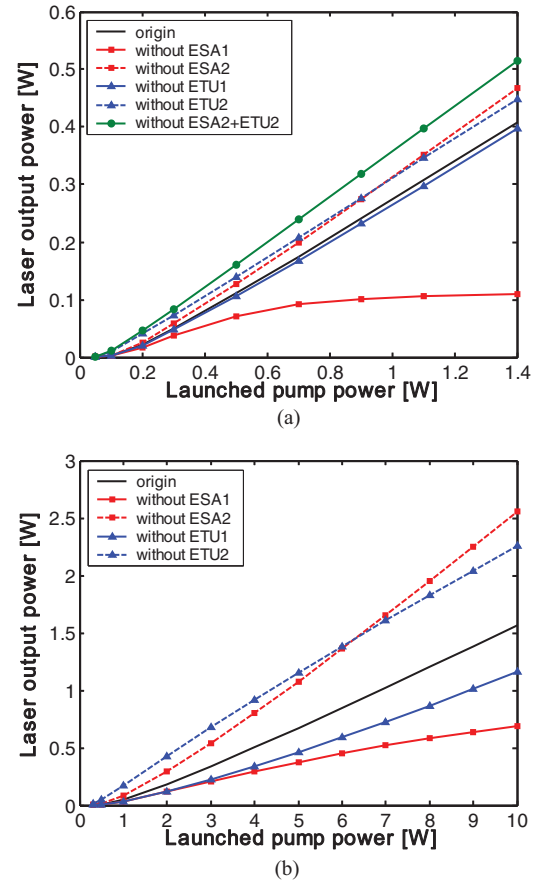 0.6
0.5
0.4
0.3
0.2
0.1
0
Laser output power [W]
origin
without ESA1
without ESA2
without ETU1
without ETU2
without ESA2+ETU2
0 0.2 0.4 0.6 0.8 1 1.2 1.4
Launched pump power [W]
(a)
3
2.5
2
1.5
1
0.5
0
Laser output power [W]
origin
without ESA1
without ESA2
without ETU1
without ETU2
0 1 2 3 4 5 6 7 8 9 10
Launched pump power [W]
(b)